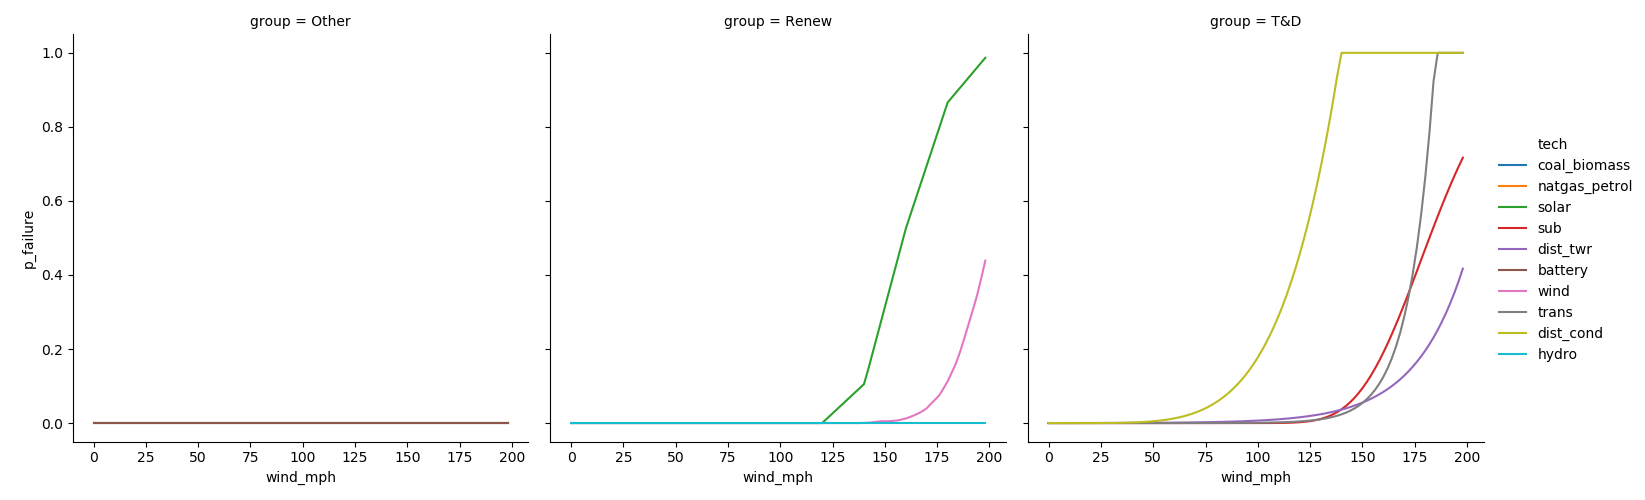 group = Other
group = Renew
group = T&D
p_failure
1.0
0.8
0.6
0.4
0.2
0.0
0 25 50 75 100 125 150 175 200
0 25 50 75 100 125 150 175 200
0 25 50 75 100 125 150 175 200
wind_mph
wind_mph
wind_mph
tech
coal_biomass
natgas_petrol
solar
sub
dist_twr
battery
wind
trans
dist_cond
hydro